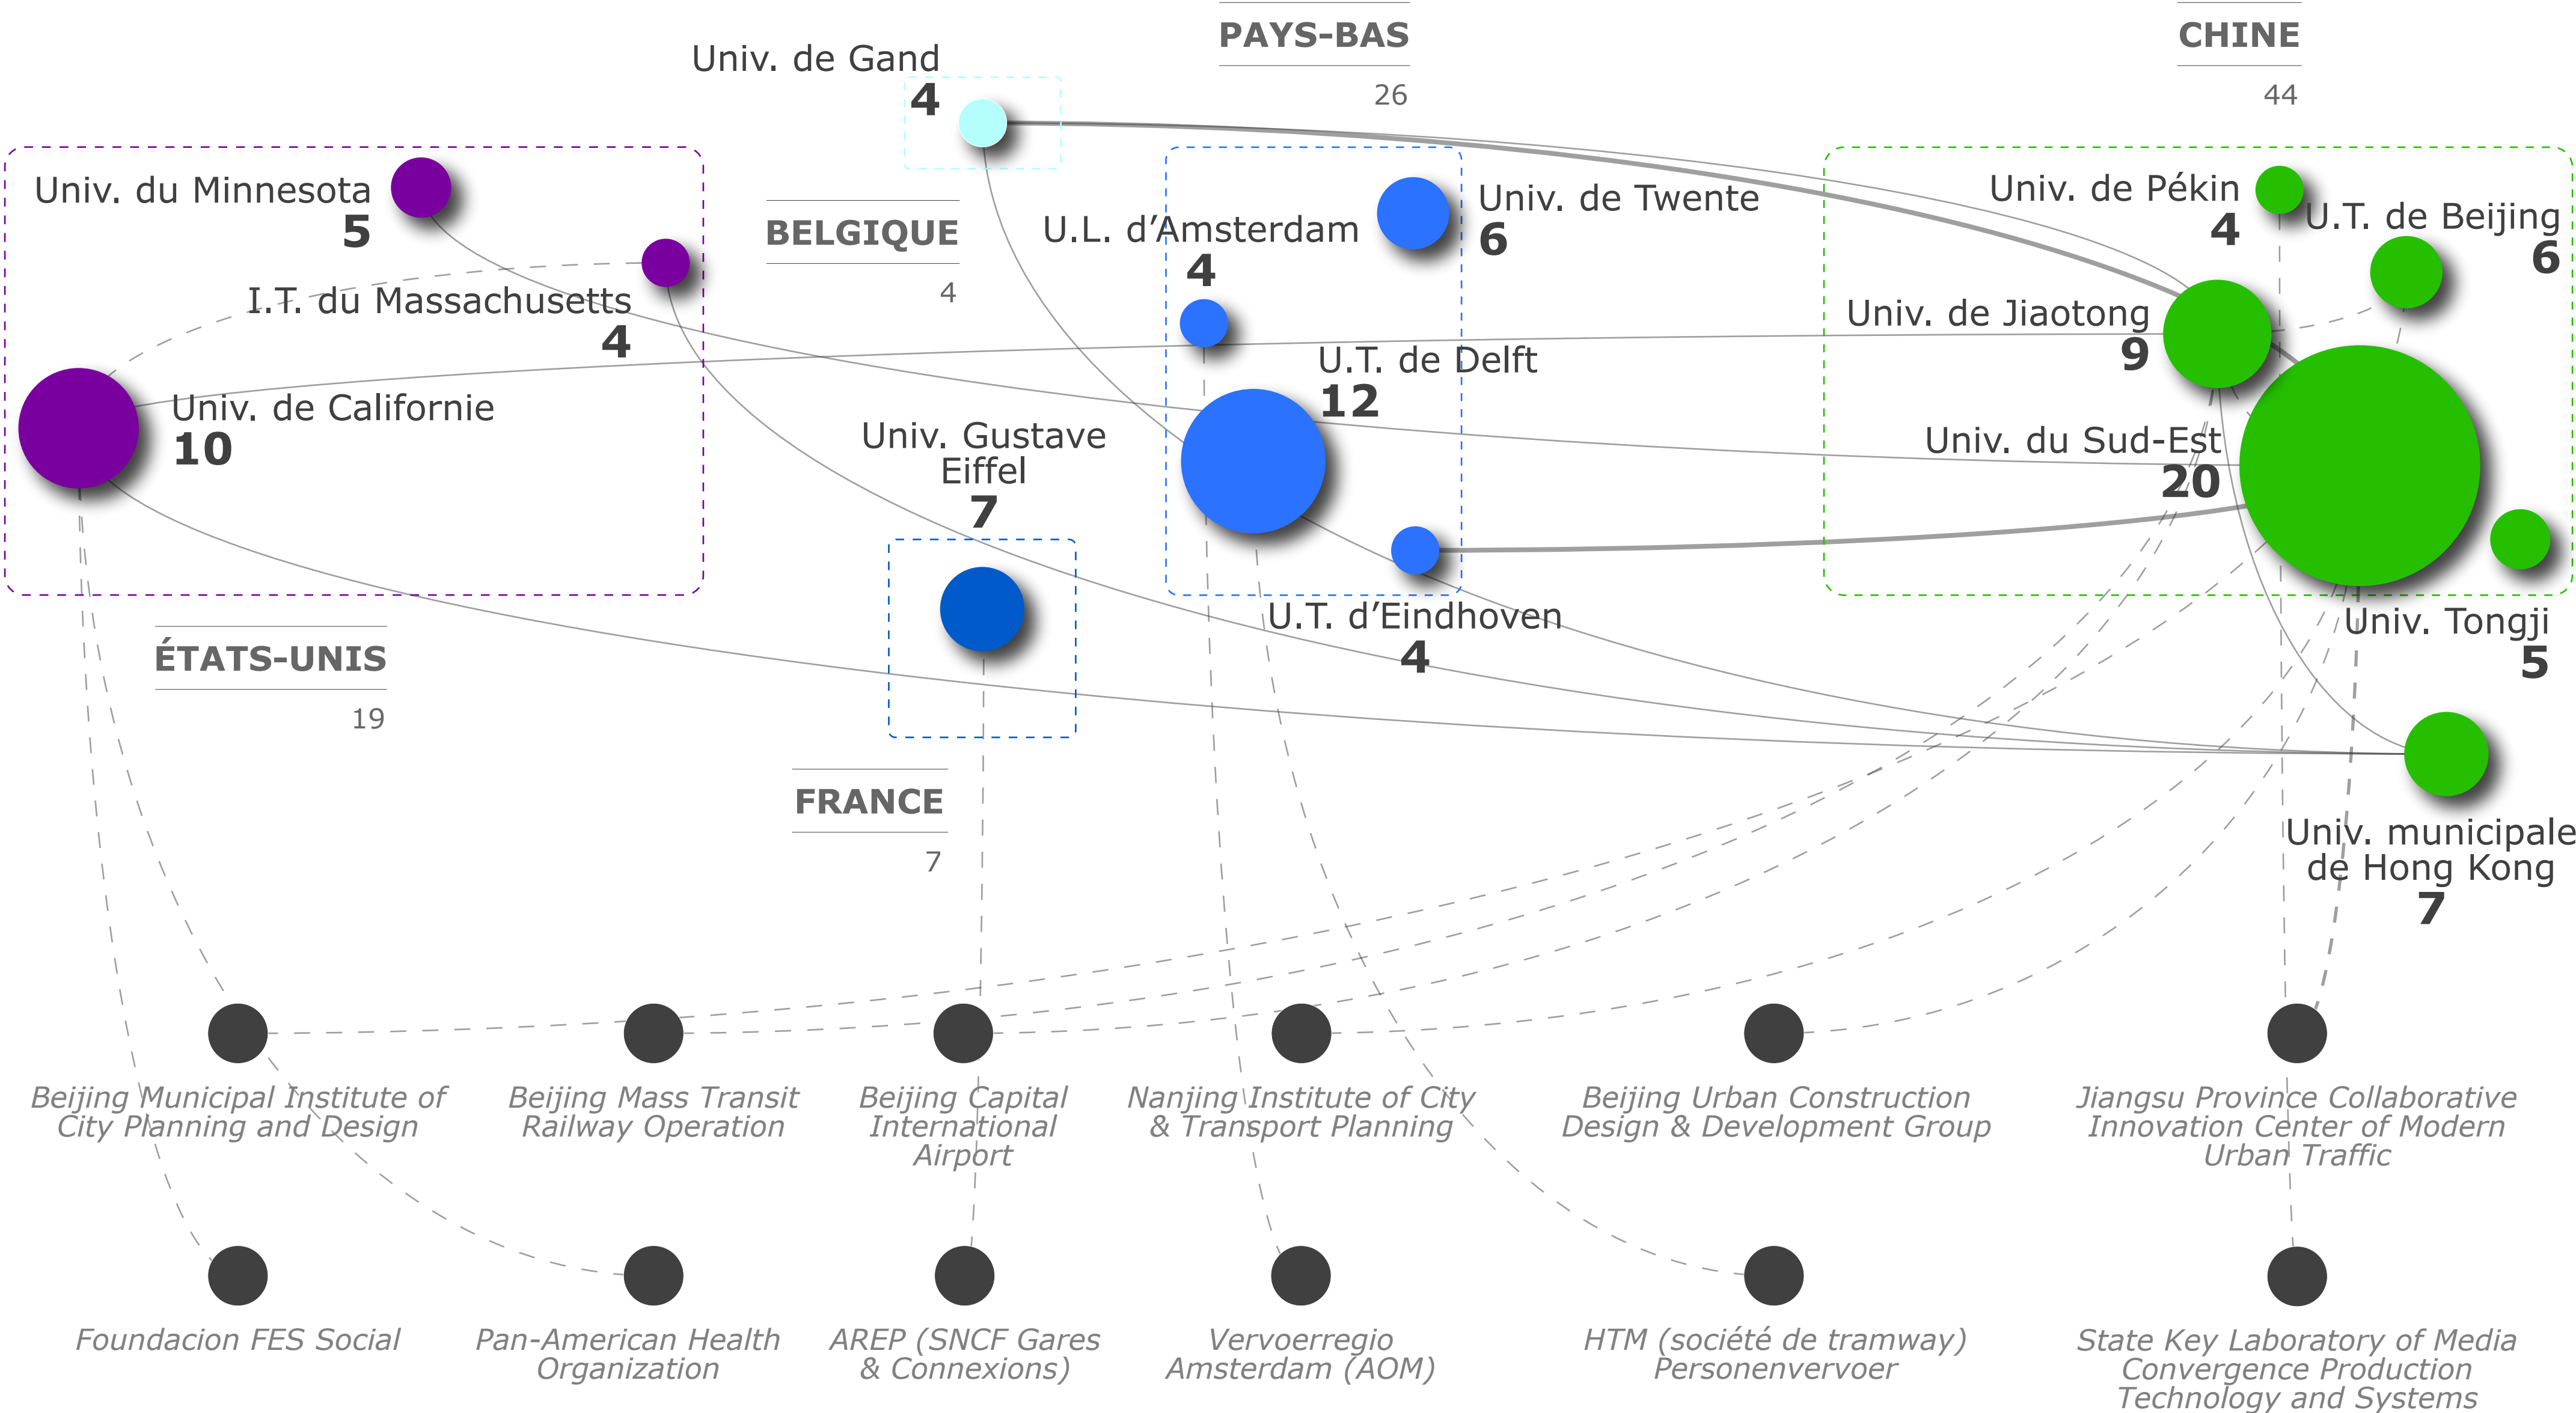 PAYS-BAS
26
CHINE
44
Univ. de Gand
4
Univ. du Minnesota
5
BELGIQUE
4
I.T. du Massachusetts
4
Univ. de Californie
10
ÉTATS-UNIS
19
U.L. d’Amsterdam
4
Univ. de Twente
6
U.T. de Delft
12
Univ. Gustave
Eiffel
7
U.T. d’Eindhoven
4
FRANCE
7
Univ. de Pékin
4
U.T. de Beijing
6
Univ. de Jiaotong
9
Univ. du Sud-Est
20
Univ. Tongji
5
Univ. municipale
de Hong Kong
7
Beijing Municipal Institute of
City Planning and Design
Beijing Mass Transit
Railway Operation
Beijing Capital
International
Airport
Nanjing Institute of City
& Transport Planning
Beijing Urban Construction
Design & Development Group
Jiangsu Province Collaborative
Innovation Center of Modern
Urban Traffic
Foundacion FES Social
Pan-American Health
Organization
AREP (SNCF Gares
& Connexions)
Vervoerregio
Amsterdam (AOM)
HTM (société de tramway)
Personenvervoer
State Key Laboratory of Media
Convergence Production
Technology and Systems